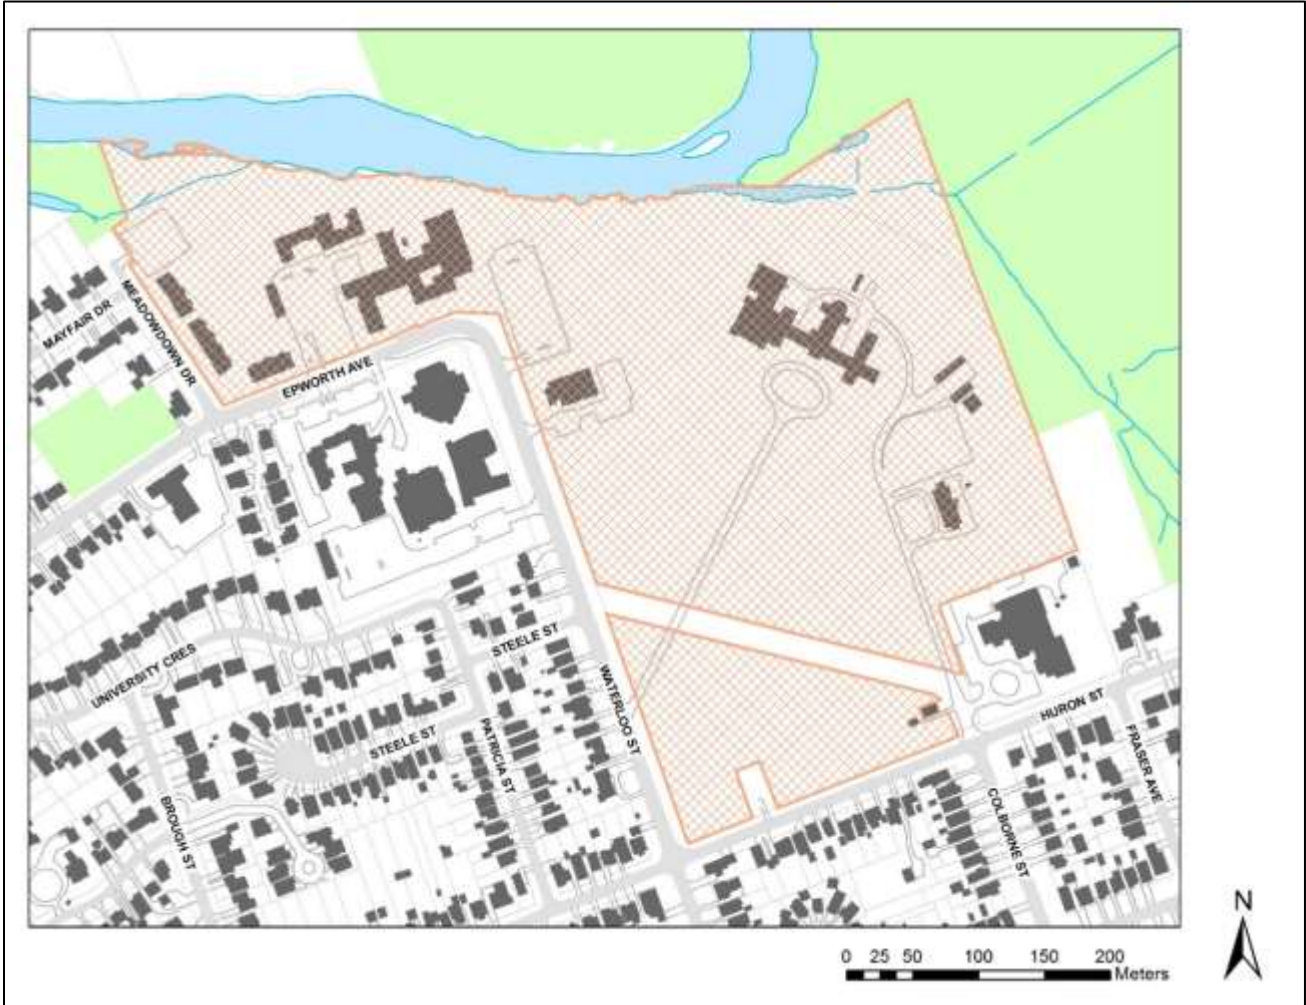 MAYFAIR DR
MEADOWDOWN DR
EPWORTH AVE
UNIVERSITY CRES
STEELE ST
WATERLOO ST
STEELE ST
PATRICIA ST
BROUGH ST
HURON ST
FRASER AVE
COLBORNE ST
N
0 25 50 100 150 200
Meters